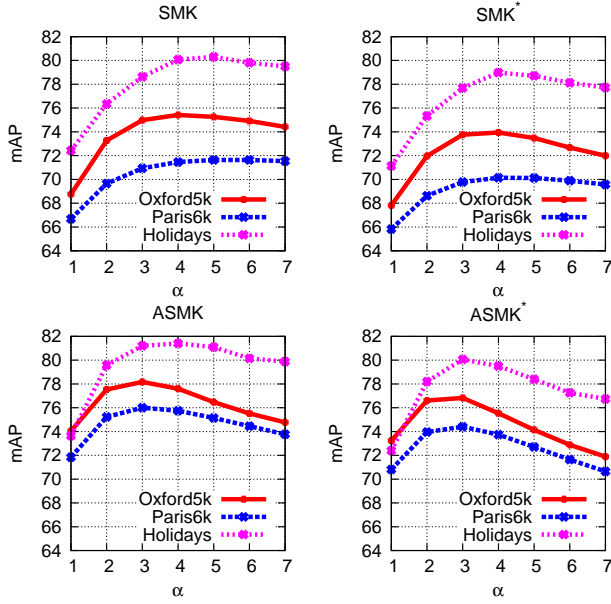 SMK
mAP
82
80
78
76
74
72
70
68
66
64
1 2 3 4 5 6 7
α
Oxford5k
Paris6k
Holidays
SMK*
mAP
82
80
78
76
74
72
70
68
66
64
1 2 3 4 5 6 7
α
Oxford5k
Paris6k
Holidays
ASMK
mAP
82
80
78
76
74
72
70
68
66
64
1 2 3 4 5 6 7
α
Oxford5k
Paris6k
Holidays
ASMK*
mAP
82
80
78
76
74
72
70
68
66
64
1 2 3 4 5 6 7
α
Oxford5k
Paris6k
Holidays